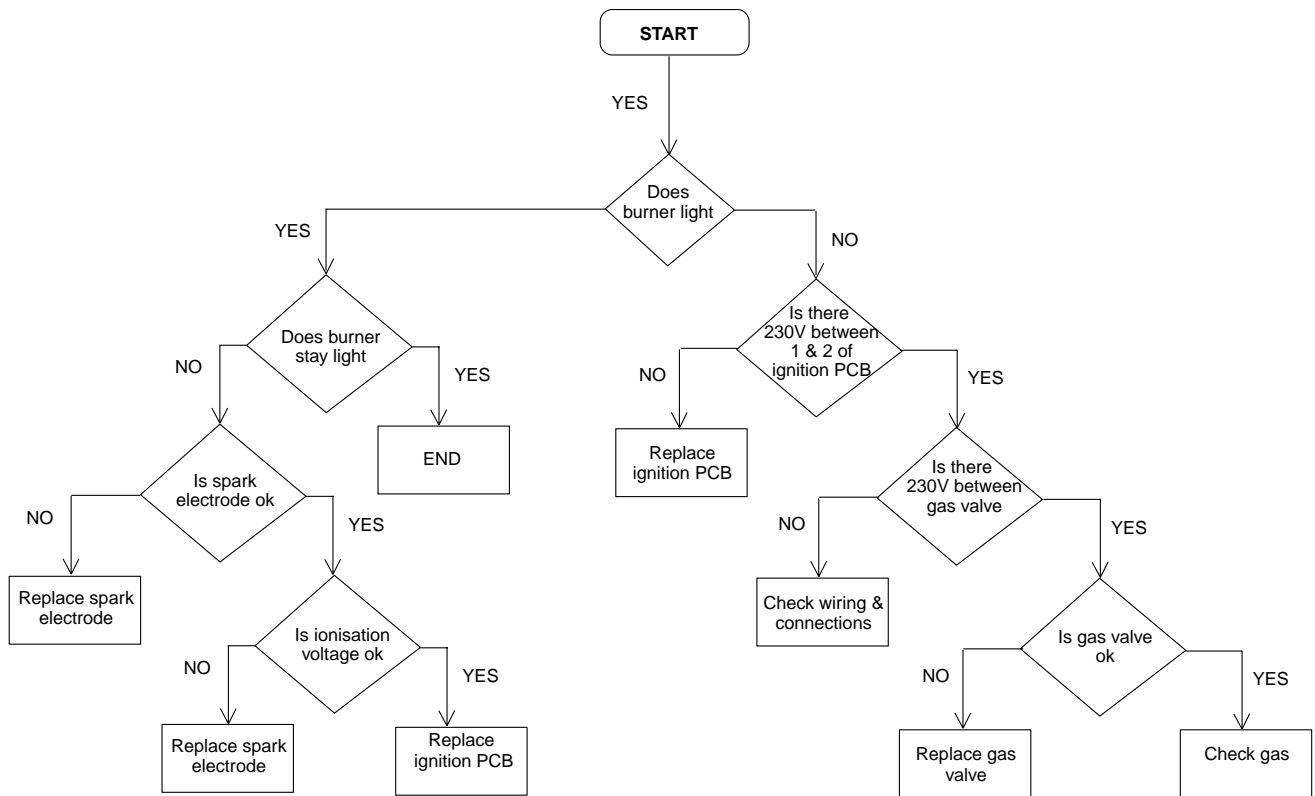 START
YES
Does
burner light
YES
NO
Does burner
stay light
Is there
230V between
1 & 2 of
ignition PCB
NO
YES
NO
YES
END
Replace
ignition PCB
Is spark
electrode ok
Is there
230V between
gas valve
NO
YES
NO
YES
Replace spark
electrode
Check wiring &
connections
Is ionisation
voltage ok
Is gas valve
ok
NO
YES
NO
YES
Replace spark
electrode
Replace
ignition PCB
Replace gas
valve
Check gas